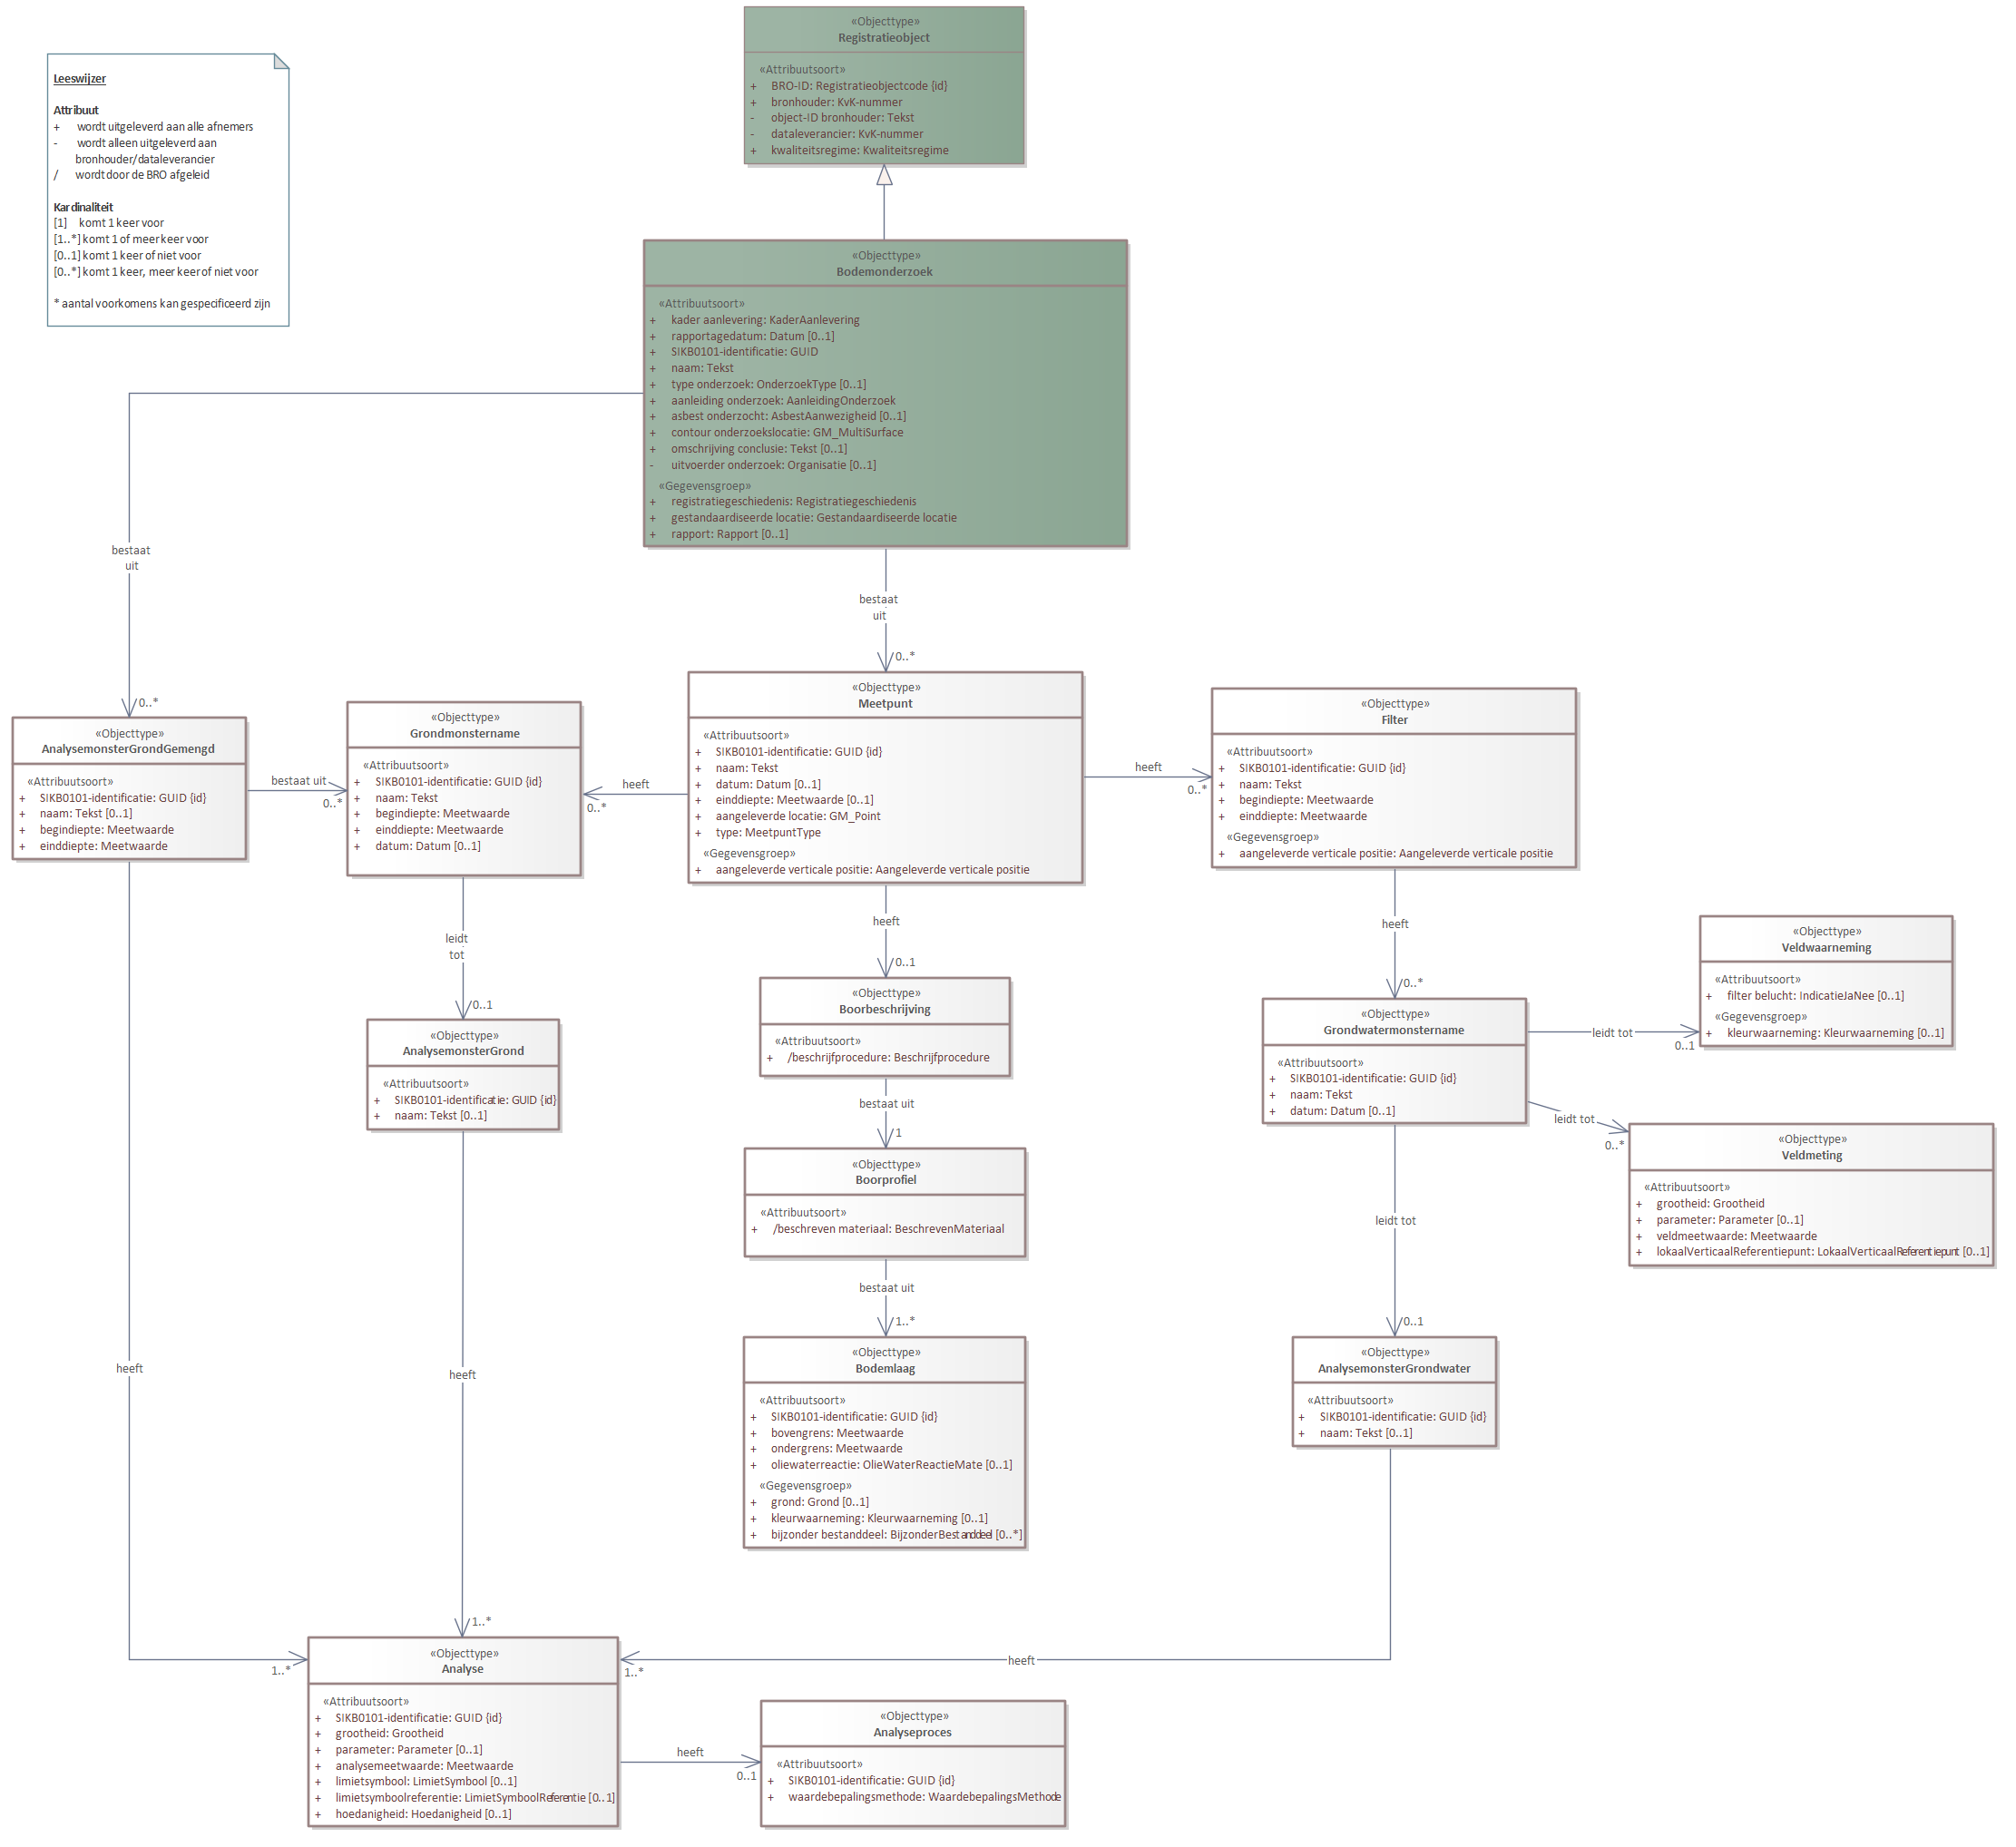 «Objecttype»
Registratieobject
«Attribuutsoort»
+ BRO-ID: Registratieobjectcode {id}
+ bronhouder: KvK-nummer
- object-ID bronhouder: Tekst
- dataleverancier: KvK-nummer
+ kwaliteitsregime: Kwaliteitsregime
Leeswijzer
Attribuut
+ wordt uitgeleverd aan alle afnemers
- wordt alleen uitgeleverd aan
bronhouder/dataleverancier
/ wordt door de BRO afgeleid
Kardinaliteit
[1] komt 1 keer voor
[1..*] komt 1 of meer keer voor
[0..1] komt 1 keer of niet voor
[0..*] komt 1 keer, meer keer of niet voor
* aantal voorkomens kan gespecificeerd zijn
«Objecttype»
Bodemonderzoek
«Attribuutsoort»
+ kader aanlevering: KaderAanlevering
+ rapportagedatum: Datum [0..1]
+ SIKB0101-identificatie: GUID
+ naam: Tekst
+ type onderzoek: OnderzoekType [0..1]
+ aanleiding onderzoek: AanleidingOnderzoek
+ asbest onderzocht: AsbestAanwezigheid [0..1]
+ contour onderzoekslocatie: GM_MultiSurface
+ omschrijving conclusie: Tekst [0..1]
- uitvoerder onderzoek: Organisatie [0..1]
«Gegevensgroep»
+ registratiegeschiedenis: Registratiegeschiedenis
+ gestandaardiseerde locatie: Gestandaardiseerde locatie
+ rapport: Rapport [0..1]
bestaat
uit
0..*
bestaat
uit
0..*
«Objecttype»
AnalysemonsterGrondGemengd
«Attribuutsoort»
+ SIKB0101-identificatie: GUID {id}
+ naam: Tekst [0..1]
+ begindiepte: Meetwaarde
+ einddiepte: Meetwaarde
bestaat uit
0..*
«Objecttype»
Grondmonstername
«Attribuutsoort»
+ SIKB0101-identificatie: GUID {id}
+ naam: Tekst
+ begindiepte: Meetwaarde
+ einddiepte: Meetwaarde
+ datum: Datum [0..1]
heeft
0..*
«Objecttype»
Meetpunt
«Attribuutsoort»
+ SIKB0101-identificatie: GUID {id}
+ naam: Tekst
+ datum: Datum [0..1]
+ einddiepte: Meetwaarde [0..1]
+ aangeleverde locatie: GM_Point
+ type: MeetpuntType
«Gegevensgroep»
+ aangeleverde verticale positie: Aangeleverde verticale positie
heeft
0..*
«Objecttype»
Filter
«Attribuutsoort»
+ SIKB0101-identificatie: GUID {id}
+ naam: Tekst
+ begindiepte: Meetwaarde
+ einddiepte: Meetwaarde
«Gegevensgroep»
+ aangeleverde verticale positie: Aangeleverde verticale positie
leidt
tot
0..1
heeft
0..1
heeft
0..*
«Objecttype»
AnalysemonsterGrond
«Attribuutsoort»
+ SIKB0101-identificatie: GUID {id}
+ naam: Tekst [0..1]
«Objecttype»
Boorbeschrijving
«Attribuutsoort»
+ /beschrijfprocedure: Beschrijfprocedure
«Objecttype»
Grondwatermonstername
«Attribuutsoort»
+ SIKB0101-identificatie: GUID {id}
+ naam: Tekst
+ datum: Datum [0..1]
leidt tot
0..1
«Objecttype»
Veldwaarneming
«Attribuutsoort»
+ filter belucht: IndicatieJaNee [0..1]
«Gegevensgroep»
+ kleurwaarneming: Kleurwaarneming [0..1]
leidt tot
0..*
«Objecttype»
Veldmeting
«Attribuutsoort»
+ grootheid: Grootheid
+ parameter: Parameter [0..1]
+ veldmeetwaarde: Meetwaarde
+ lokaalVerticaalReferentiepunt: LokaalVerticaalReferentiepunt [0..1]
bestaat uit
1
«Objecttype»
Boorprofiel
«Attribuutsoort»
+ /beschreven materiaal: BeschrevenMateriaal
bestaat uit
1..*
leidt tot
0..1
«Objecttype»
Bodemlaag
«Attribuutsoort»
+ SIKB0101-identificatie: GUID {id}
+ bovengrens: Meetwaarde
+ ondergrens: Meetwaarde
+ oliewaterreactie: OlieWaterReactieMate [0..1]
«Gegevensgroep»
+ grond: Grond [0..1]
+ kleurwaarneming: Kleurwaarneming [0..1]
+ bijzonder bestanddeel: BijzonderBestanddeel [0..*]
«Objecttype»
AnalysemonsterGrondwater
«Attribuutsoort»
+ SIKB0101-identificatie: GUID {id}
+ naam: Tekst [0..1]
heeft
1..*
heeft
1..*
heeft
1..*
«Objecttype»
Analyse
«Attribuutsoort»
+ SIKB0101-identificatie: GUID {id}
+ grootheid: Grootheid
+ parameter: Parameter [0..1]
+ analysemeetwaarde: Meetwaarde
+ limietsymbool: LimietSymbool [0..1]
+ limietsymboolreferentie: LimietSymboolReferentie [0..1]
+ hoedanigheid: Hoedanigheid [0..1]
heeft
0..1
«Objecttype»
Analyseproces
«Attribuutsoort»
+ SIKB0101-identificatie: GUID {id}
+ waardebepalingsmethode: WaardebepalingsMethode